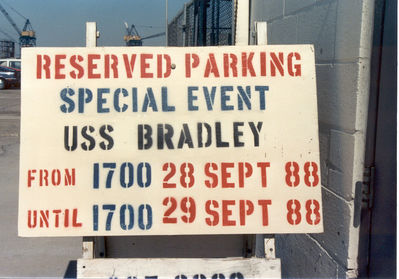 RESERVED PARKING
SPECIAL EVENT
USS BRADLEY
FROM 1700 28 SEPT 88
UNTIL 1700 29 SEPT 88